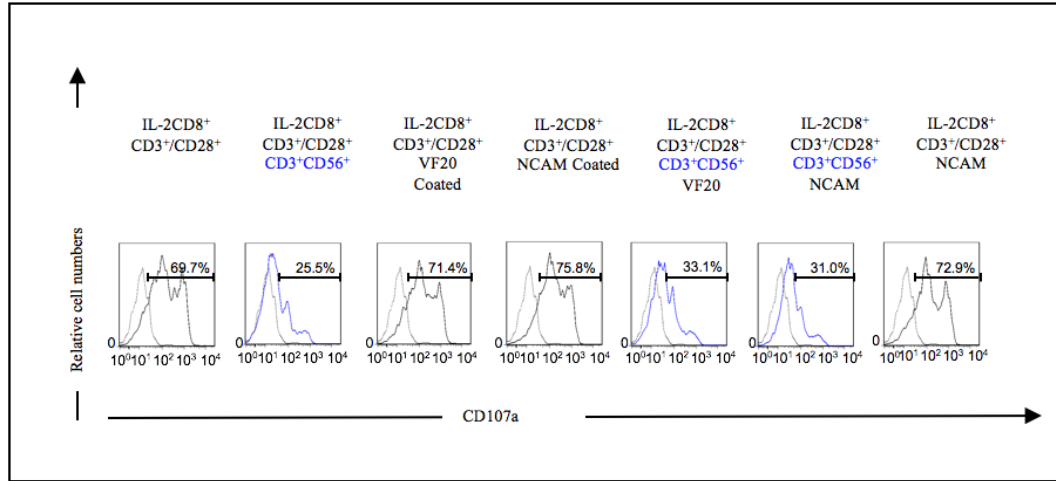 IL-2CD8⁺
CD3⁺/CD28⁺
IL-2CD8⁺
CD3⁺/CD28⁺
CD3⁺CD56⁺
IL-2CD8⁺
CD3⁺/CD28⁺
VF20
Coated
IL-2CD8⁺
CD3⁺/CD28⁺
NCAM Coated
IL-2CD8⁺
CD3⁺/CD28⁺
CD3⁺CD56⁺
VF20
IL-2CD8⁺
CD3⁺/CD28⁺
CD3⁺CD56⁺
NCAM
IL-2CD8⁺
CD3⁺/CD28⁺
NCAM
Relative cell numbers
69.7%
0
10⁰10¹ 10² 10³ 10⁴
25.5%
0
10⁰10¹ 10² 10³ 10⁴
71.4%
0
10⁰10¹ 10² 10³ 10⁴
75.8%
0
10⁰10¹ 10² 10³ 10⁴
33.1%
0
10⁰10¹ 10² 10³ 10⁴
31.0%
0
10⁰10¹ 10² 10³ 10⁴
72.9%
0
10⁰10¹ 10² 10³ 10⁴
CD107a